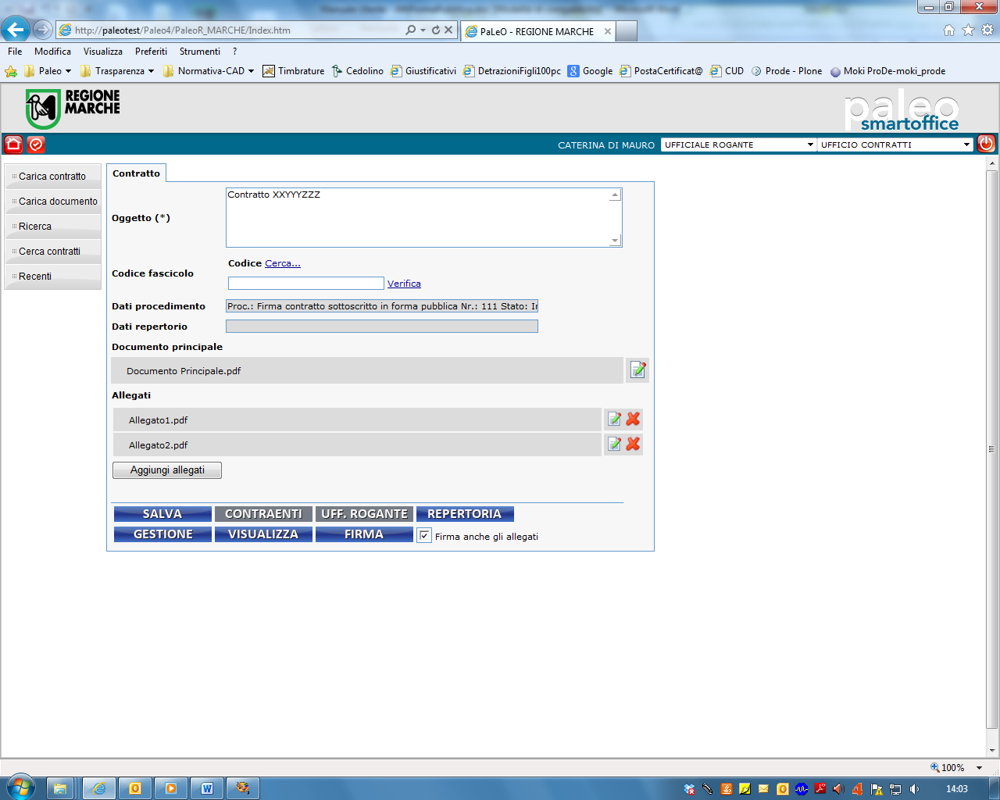 http://paleotest/Paleo4/PaleoR_MARCHE/Index.htm
PaLeO - REGIONE MARCHE
File Modifica Visualizza Preferiti Strumenti ?
Paleo Trasparenza Normativa-CAD Timbrature Cedolino Giustificativi DetrazioniFigli100pc Google PostaCertificat@ CUD Prode - Plone Moki ProDe-moki_prode
REGIONE
MARCHE
paleo
smartoffice
CATERINA DI MAURO UFFICIALE ROGANTE UFFICIO CONTRATTI
Carica contratto
Carica documento
Ricerca
Cerca contratti
Recenti
Contratto
Oggetto (*)
Contratto XXYYYZZZ
Codice fascicolo
Codice Cerca...
Verifica
Dati procedimento
Proc.: Firma contratto sottoscritto in forma pubblica Nr.: 111 Stato:
Dati repertorio
Documento principale
Documento Principale.pdf
Allegati
Allegato1.pdf
Allegato2.pdf
Aggiungi allegati
SALVA CONTRAENTI UFF. ROGANTE REPERTORIA
GESTIONE VISUALIZZA FIRMA Firma anche gli allegati
100%
14:03